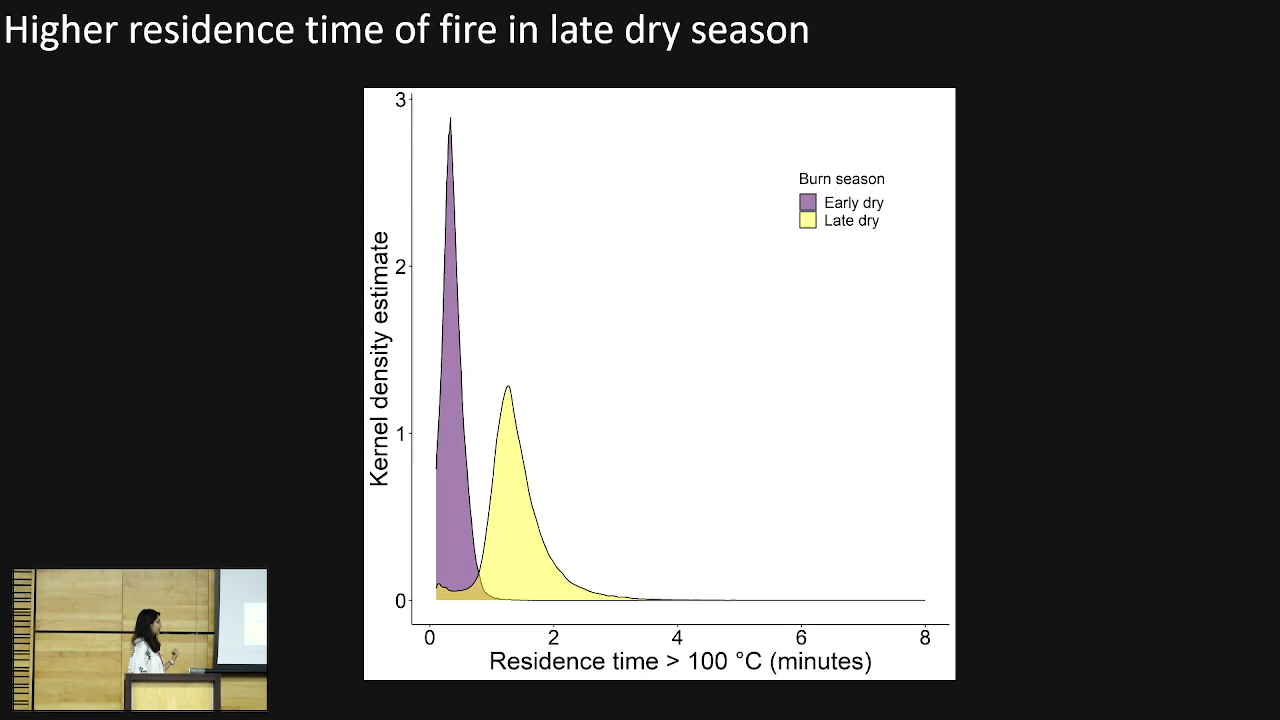 Higher residence time of fire in late dry season
3
2
1
0
Kernel density estimate
Burn season
Early dry
Late dry
0 2 4 6 8
Residence time > 100 °C (minutes)